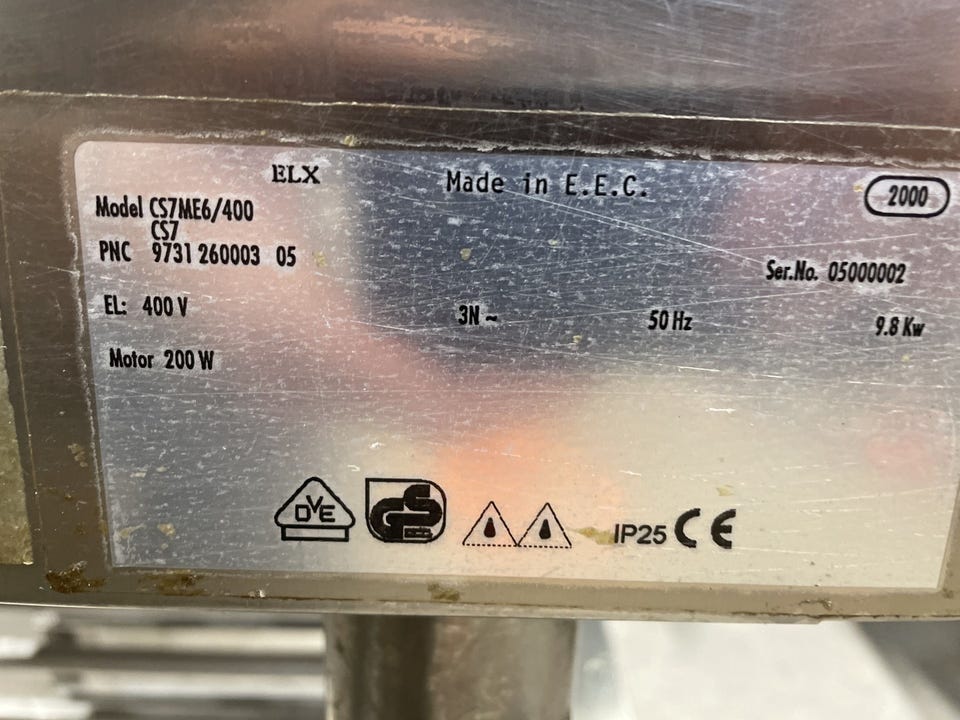 ELX Made in E.E.C. 2000
Model CS7ME6/400
CS7
PNC 9731 260003 05
Ser.No. 05000002
EL: 400 V 3N ~ 50 Hz 9.8 Kw
Motor 200 W
DVE GS IP25 CE